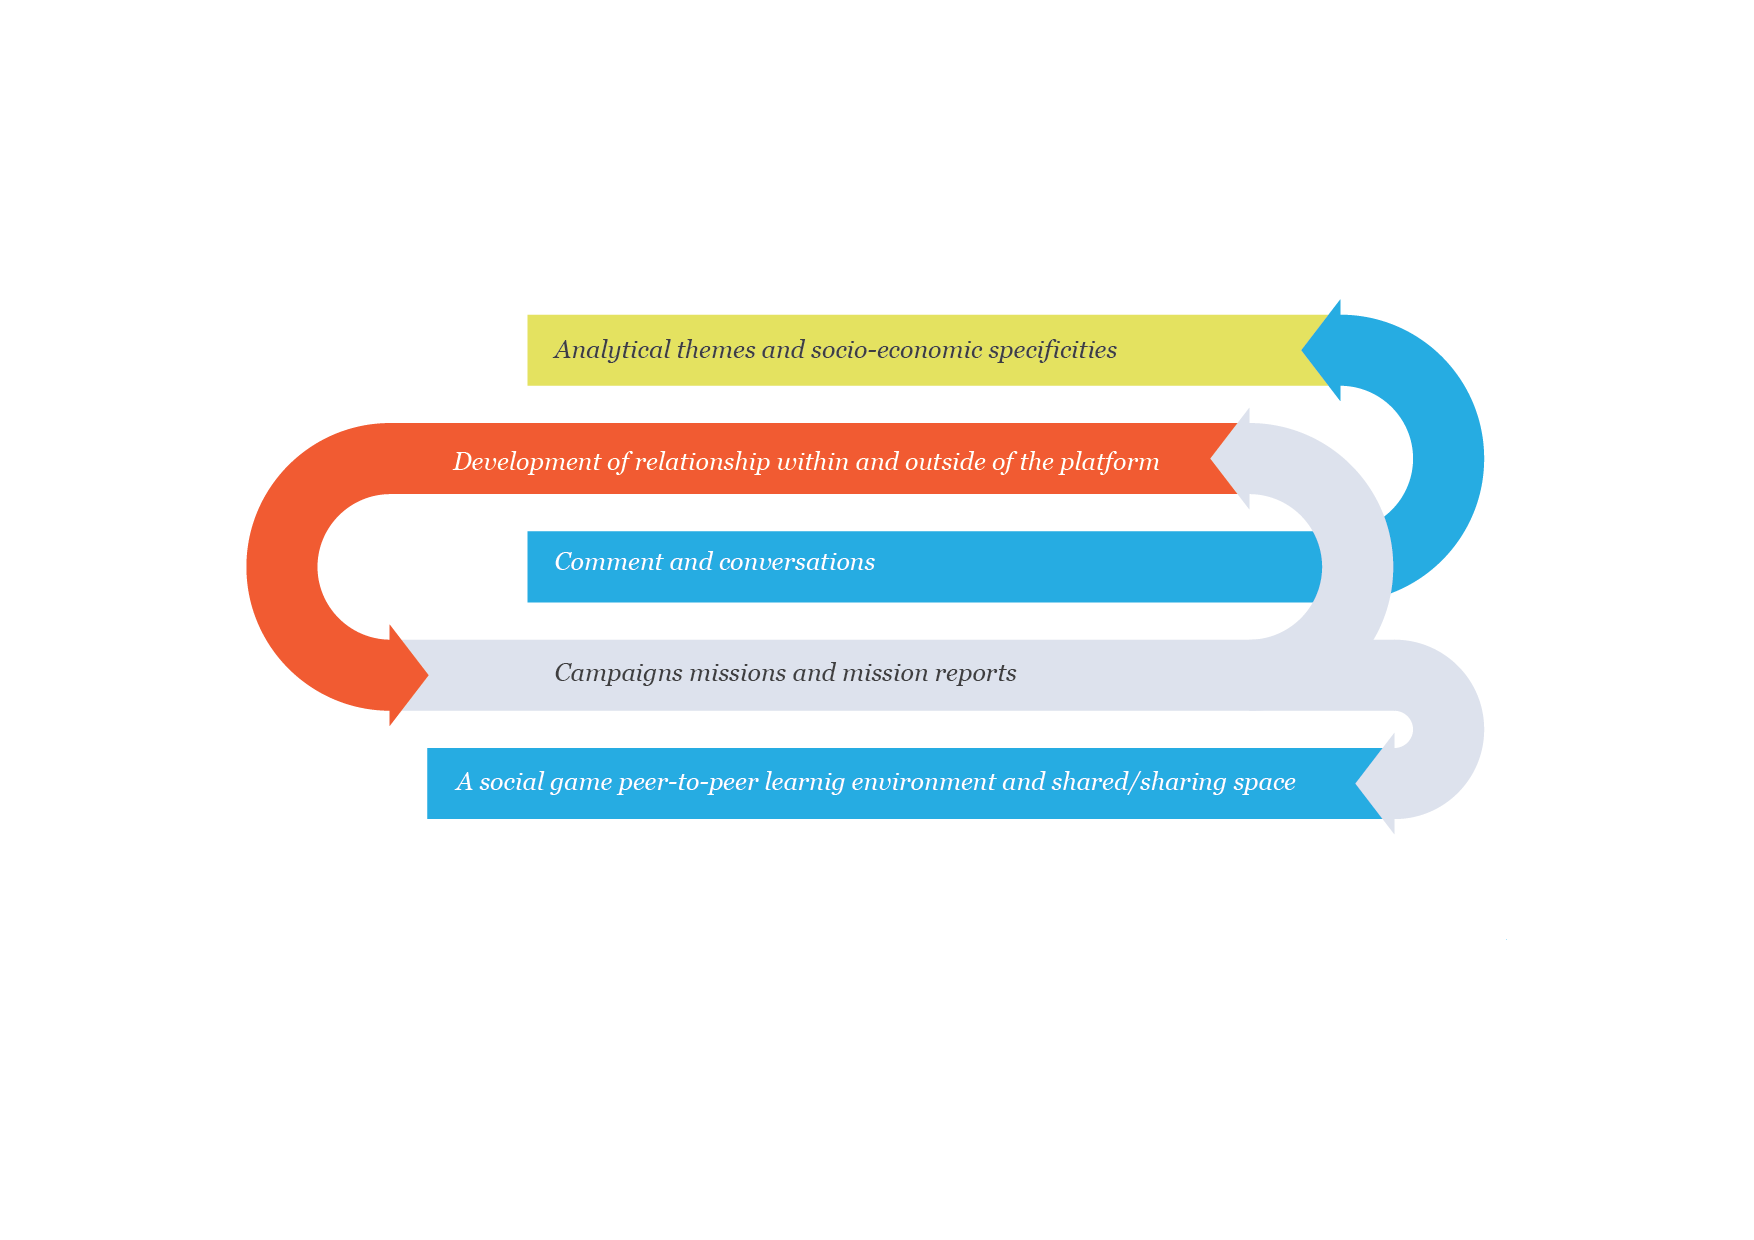 Analytical themes and socio-economic specificities
Development of relationship within and outside of the platform
Comment and conversations
Campaigns missions and mission reports
A social game peer-to-peer learnig environment and shared/sharing space